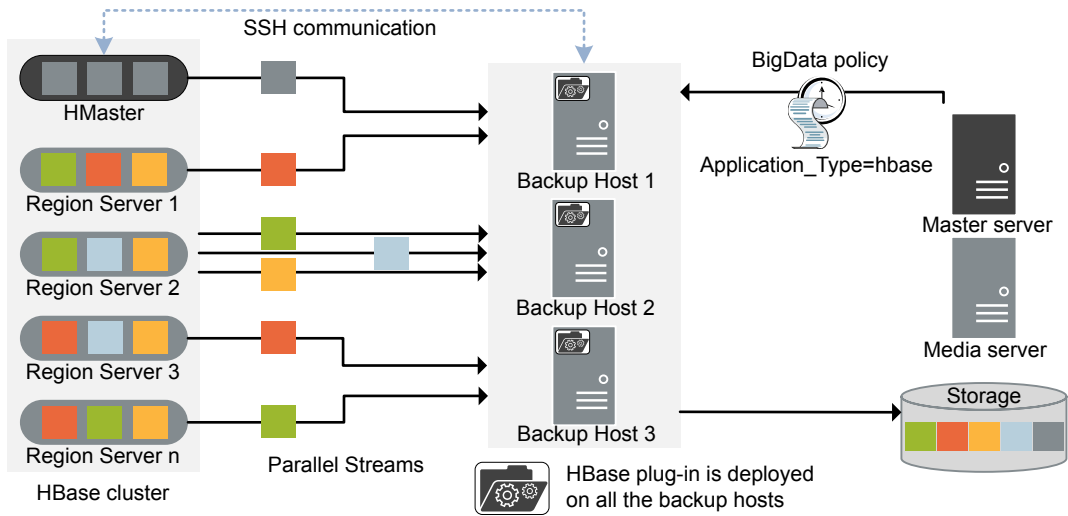 SSH communication
HMaster
Region Server 1
Region Server 2
Region Server 3
Region Server n
HBase cluster
Parallel Streams
Backup Host 1
Backup Host 2
Backup Host 3
BigData policy
Application_Type=hbase
Master server
Media server
Storage
HBase plug-in is deployed
on all the backup hosts